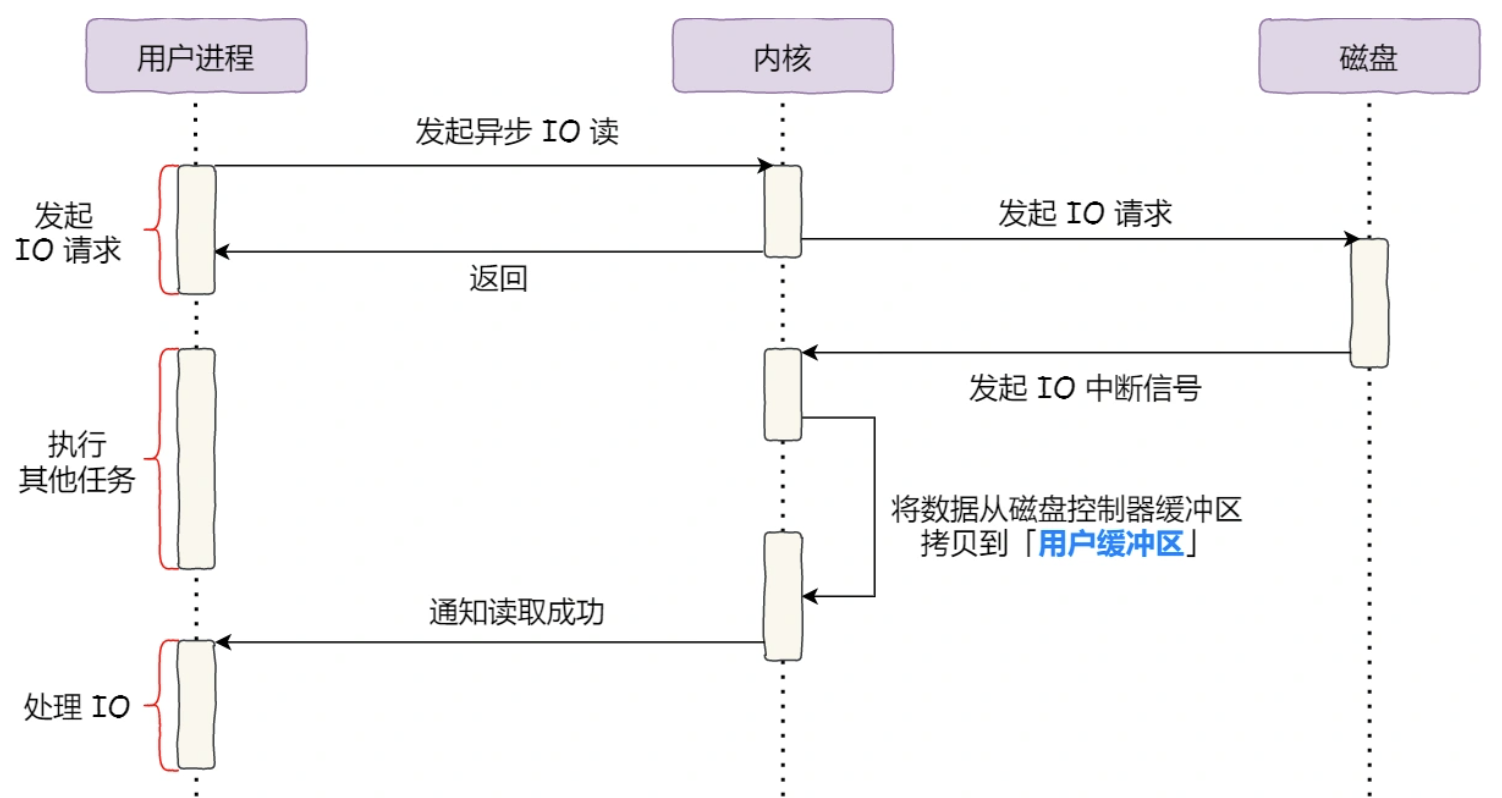 用户进程
内核
磁盘
发起异步 IO 读
发起 IO 请求
发起
IO 请求
返回
发起 IO 中断信号
执行
其他任务
将数据从磁盘控制器缓冲区
拷贝到「用户缓冲区」
通知读取成功
处理 IO